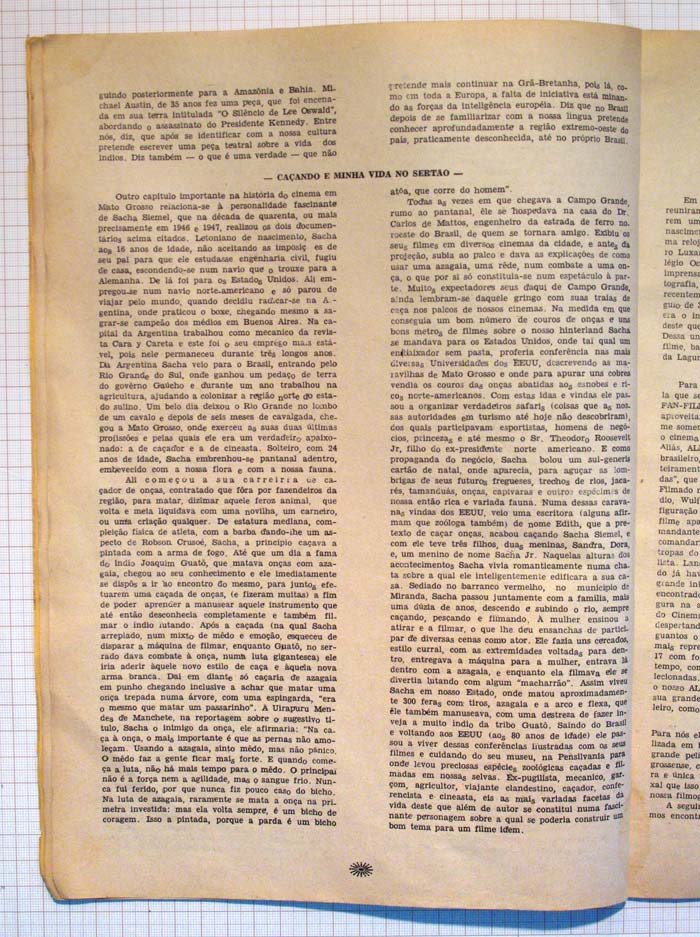 guindo posteriormente para a Amazônia e Bahia. Mi-
chael Austin, de 35 anos fez uma peça, que foi encena-
da em sua terra intitulada "O Silêncio de Lee Oswald",
abordando o assassinato do Presidente Kennedy. Entre
nós, diz, que após se identificar com a nossa cultura
pretende escrever uma peça teatral sobre a vida dos
índios. Diz também — o que é uma verdade — que não
pretende mais continuar na Grã-Bretanha, pois lá, co-
mo em toda a Europa, a falta de iniciativa está minan-
do as forças da inteligência européia. Diz que no Brasil
depois de se familiarizar com a nossa língua pretende
conhecer aprofundamente a região extremo-oeste do
país, praticamente desconhecida, até no próprio Brasil.
— CAÇANDO E MINHA VIDA NO SERTÃO —
Outro capítulo importante na história do cinema em
Mato Grosso relaciona-se à personalidade fascinante
de Sacha Siemel, que na década de quarenta, ou mais
precisamente em 1946 e 1947, realizou os dois documen-
tários acima citados. Letoniano de nascimento, Sacha
aos 16 anos de idade, não aceitando as imposições de
seu pai para que ele estudasse engenharia civil, fugiu
de casa, escondendo-se num navio que o trouxe para a
Alemanha. De lá foi para os Estados Unidos. Ali em-
pregou-se num navio norte-americano e só parou de
viajar pelo mundo, quando decidiu radicar-se na A.-
gentina, onde praticou o boxe, chegando mesmo a sa-
grar-se campeão dos médios em Buenos Aires. Na ca-
pital da Argentina trabalhou como mecanico da revis-
ta Cara y Careta e este foi o seu emprêgo mais está-
vel, pois nele permaneceu durante três longos anos.
Da Argentina Sacha veio para o Brasil, entrando pelo
Rio Grande do Sul, onde ganhou um pedaço de terra
do govêrno Gaúcho e durante um ano trabalhou na
agricultura, ajudando a colonizar a região norte do esta-
do sulino. Um belo dia deixou o Rio Grande no lombo
de um cavalo e depois de seis meses de cavalgada, che-
gou a Mato Grosso, onde exerceu as suas duas últimas
profissões e pelas quais ele era um verdadeiro apaixo-
nado: a de caçador e a de cineasta. Solteiro, com 24
anos de idade, Sacha embrenhou-se pantanal adentro,
embevecido com a nossa flora e com a nossa fauna.
Ali começou a sua carreira de ca-
çador de onças, contratado que fôra por fazendeiros da
região, para matar, dizimar aquele feroz animal, que
volta e meia liquidava com uma novilha, um carneiro,
ou uma criação qualquer. De estatura mediana, com-
pleição física de atleta, com a barba dando-lhe um as-
pecto de Robson Crusoé, Sacha, a principio caçava a
pintada com a arma de fogo. Até que um dia a fama
do índio Joaquim Guató, que matava onças com aza-
gaia, chegou ao seu conhecimento e ele imediatamente
se dispôs a ir ao encontro do mesmo, para juntos efe-
tuarem uma caçada de onças, (e fizeram muitas) a fim
de poder aprender a manusear aquele instrumento que
até então desconhecia completamente e também fil-
mar o índio lutando. Após a caçada (na qual Sacha
arrepiado, num mixto de mêdo e emoção, esqueceu de
disparar a máquina de filmar, enquanto Guató, no ser-
rado dava combate à onça, numa luta gigantesca) ele
iria aderir àquele novo estilo de caça e àquela nova
arma branca. Daí em diante só caçaria de azagaia
em punho chegando inclusive a achar que matar uma
onça trepada numa árvore, com uma espingarda, "era
o mesmo que matar um passarinho". A Uirapuru Men-
des de Manchete, na reportagem sobre o sugestivo tí-
tulo, Sacha o inimigo da onça, ele afirmaria: "Na ca-
ça à onça, o mais importante é que as pernas não amo-
leçam. Usando a azagaia, sinto mêdo, mas não pânico.
O mêdo faz a gente ficar mais forte. E quando come-
ça a luta, não há mais tempo para o mêdo. O principal
não é a força nem a agilidade, mas o sangue frio. Nun-
ca fui ferido, por que nunca fiz pouco caso do bicho.
Na luta de azagaia, raramente se mata a onça na pri-
meira investida: mas ela volta sempre, é um bicho de
coragem. Isso a pintada, porque a parda é um bicho
atôa, que corre do homem".
Todas as vezes em que chegava a Campo Grande,
rumo ao pantanal, êle se hospedava na casa do Dr.
Carlos de Mattos, engenheiro da estrada de ferro no-
roeste do Brasil, de quem se tornara amigo. Exibiu os
seus filmes em diversos cinemas da cidade, e antes da
projeção, subia ao palco e dava as explicações de como
usar uma azagaia, uma rêde, num combate a uma on-
ça, o que por si só constituia-se num espetáculo à par-
te. Muitos expectadores seus daqui de Campo Grande,
ainda lembram-se daquele gringo com suas traias de
caça nos palcos de nossos cinemas. Na medida em que
conseguia um bom número de couros de onças e uns
bons metros de filmes sobre o nosso hinterland Sacha
se mandava para os Estados Unidos, onde tal qual um
embaixador sem pasta, proferia conferência nas mais
diversas Universidades dos EEUU, descrevendo as ma-
ravilhas de Mato Grosso e onde para apurar uns cobres
vendia os couros das onças abatidas aos esnobes e ri-
cos norte-americanos. Com estas idas e vindas ele pas-
sou a organizar verdadeiros safaris (coisas que as nos-
sas autoridades em turismo até hoje não descobriram),
dos quais participavam esportistas, homens de negó-
cios, princezas e até mesmo o Sr. Theodoro Roosevelt
Jr, filho do ex-presidente norte americano. E como
propaganda do negócio, Sacha bolou um sui-generis
cartão de natal, onde aparecia, para aguçar as lom-
brigas de seus futuros fregueses, trechos de rios, jaca-
rés, tamanduás, onças, capivaras e outros espécimes de
nossa então rica e variada fauna. Numa dessas carava-
nas vindas dos EEUU, veio uma escritora (alguns afir-
mam que zoóloga também) de nome Edith, que a pre-
texto de caçar onças, acabou caçando Sacha Siemel, e
com ele teve três filhos, duas meninas, Sandra, Dora,
e, um menino de nome Sacha Jr. Naquelas alturas dos
acontecimentos Sacha vivia romanticamente numa cha-
ta sobre a qual ele inteligentemente edificara a sua ca-
sa. Sediado no barranco vermelho, no município de
Miranda, Sacha passou juntamente com a família, mais
uma dúzia de anos, descendo e subindo o rio, sempre
caçando, pescando e filmando. A mulher ensinou a
atirar e a filmar, o que lhe deu ensanchas de partici-
par de diversas cenas como ator. Ele fazia uns cercados,
estilo curral, com as extremidades voltadas para den-
tro, entregava a máquina para a mulher, entrava lá
dentro com a azagaia, e enquanto ela filmava, ele se
divertia lutando com algum "macharrão". Assim viveu
Sacha em nosso Estado, onde matou aproximadamen-
te 300 feras com tiros, azagaia e a arco e flexa, que
êle também manuseava, com uma destreza de fazer in-
veja a muito índio da tribo Guató. Saindo do Brasil
e voltando aos EEUU (aos 80 anos de idade) ele pas-
sou a viver dessas conferências ilustradas com os seus
filmes e cuidando do seu museu, na Pensilvania para
onde levou preciosas espécies zoológicas caçadas e fil-
madas em nossas selvas. Ex-pugilista, mecanico, gar-
çom, agricultor, viajante clandestino, caçador, confe-
rencista e cineasta, eis as mais variadas facetas da
vida deste que além de autor se constitui numa fasci-
nante personagem sobre a qual se poderia construir um
bom tema para um filme idem.